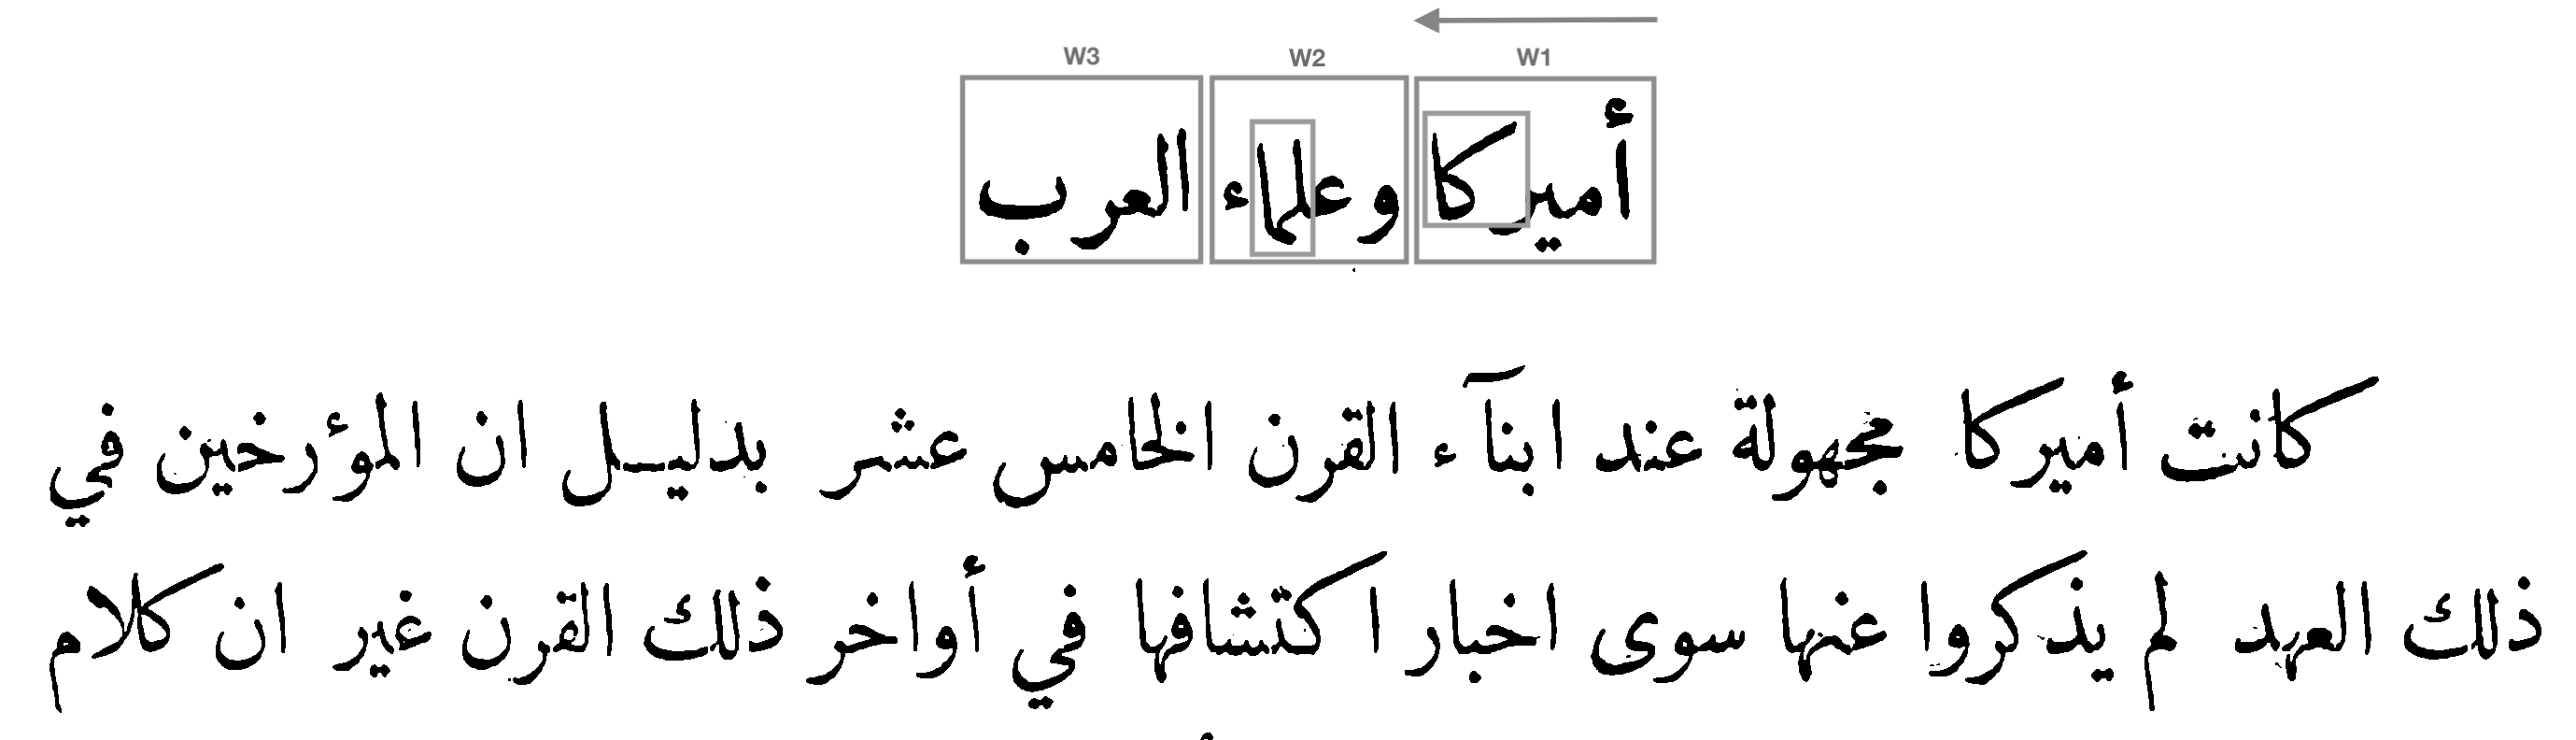 W3 W2 W1
أميركا وعلماء العرب
كانت أميركا مجهولة عند ابنآء القرن الخامس عشر بدليـل ان المؤرخين في
ذلك العهد لم يذكروا عنها سوى اخبار اكتشافها في أواخر ذلك القرن غير ان كلام